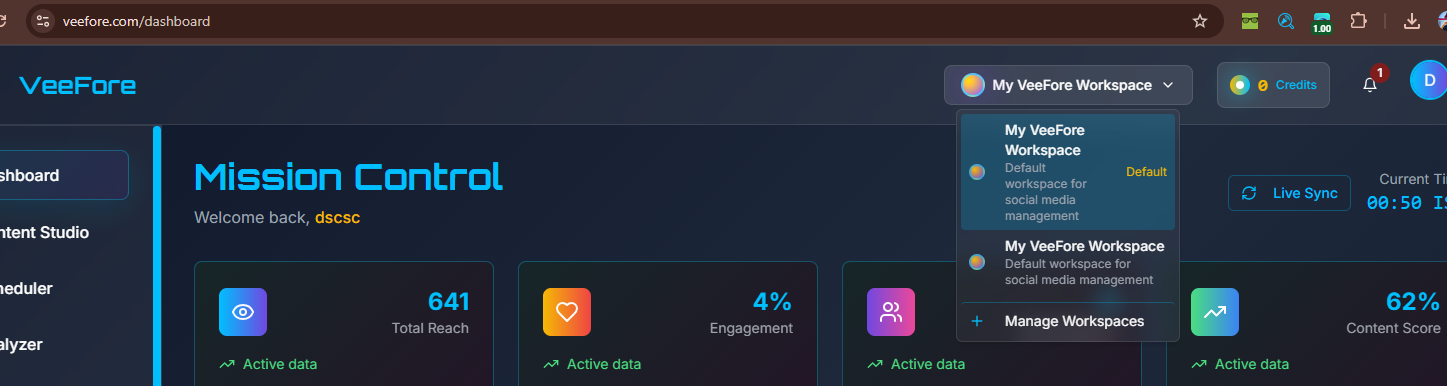 veefore.com/dashboard
1.00
VeeFore
My VeeFore Workspace
0 Credits
1
D
My VeeFore
Workspace
Default
workspace for
social media
management
Default
My VeeFore Workspace
Default workspace for
social media management
+ Manage Workspaces
shboard
ntent Studio
heduler
alyzer
Mission Control
Welcome back, dscsc
Live Sync
Current Ti
00:50 IS
641
Total Reach
Active data
4%
Engagement
Active data
Active data
62%
Content Score
Active data